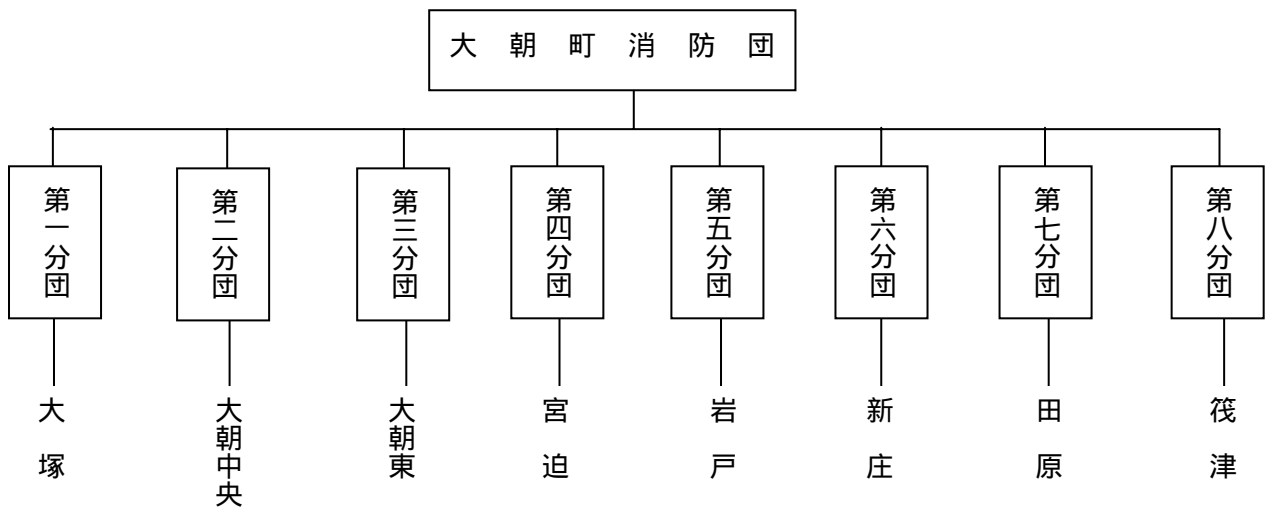 大朝町消防団
第一分団
第二分団
第三分団
第四分団
第五分団
第六分団
第七分団
第八分団
大塚
大朝中央
大朝東
宮迫
岩戸
新庄
田原
筏津